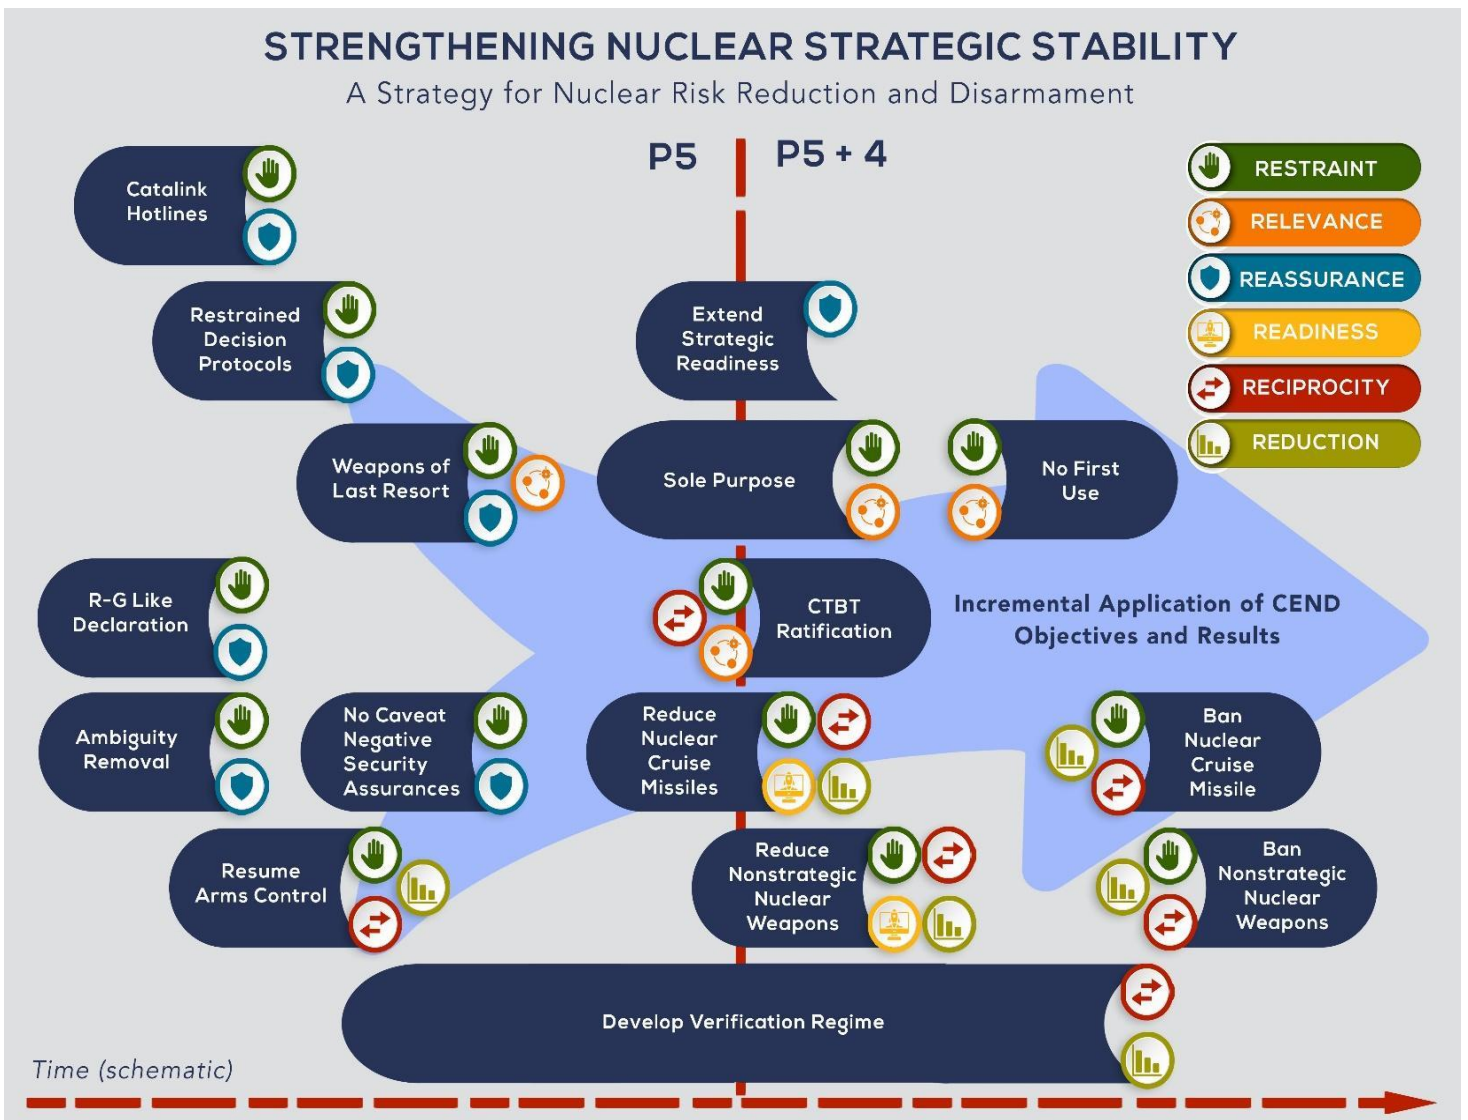 STRENGTHENING NUCLEAR STRATEGIC STABILITY
A Strategy for Nuclear Risk Reduction and Disarmament
P5
P5 + 4
RESTRAINT
RELEVANCE
REASSURANCE
READINESS
RECIPROCITY
REDUCTION
Catalink
Hotlines
Restrained
Decision
Protocols
Extend
Strategic
Readiness
Weapons of
Last Resort
Sole Purpose
No First
Use
R-G Like
Declaration
CTBT
Ratification
Incremental Application of CEND
Objectives and Results
Ambiguity
Removal
No Caveat
Negative
Security
Assurances
Reduce
Nuclear
Cruise
Missiles
Ban
Nuclear
Cruise
Missile
Resume
Arms Control
Reduce
Nonstrategic
Nuclear
Weapons
Ban
Nonstrategic
Nuclear
Weapons
Develop Verification Regime
Time (schematic)